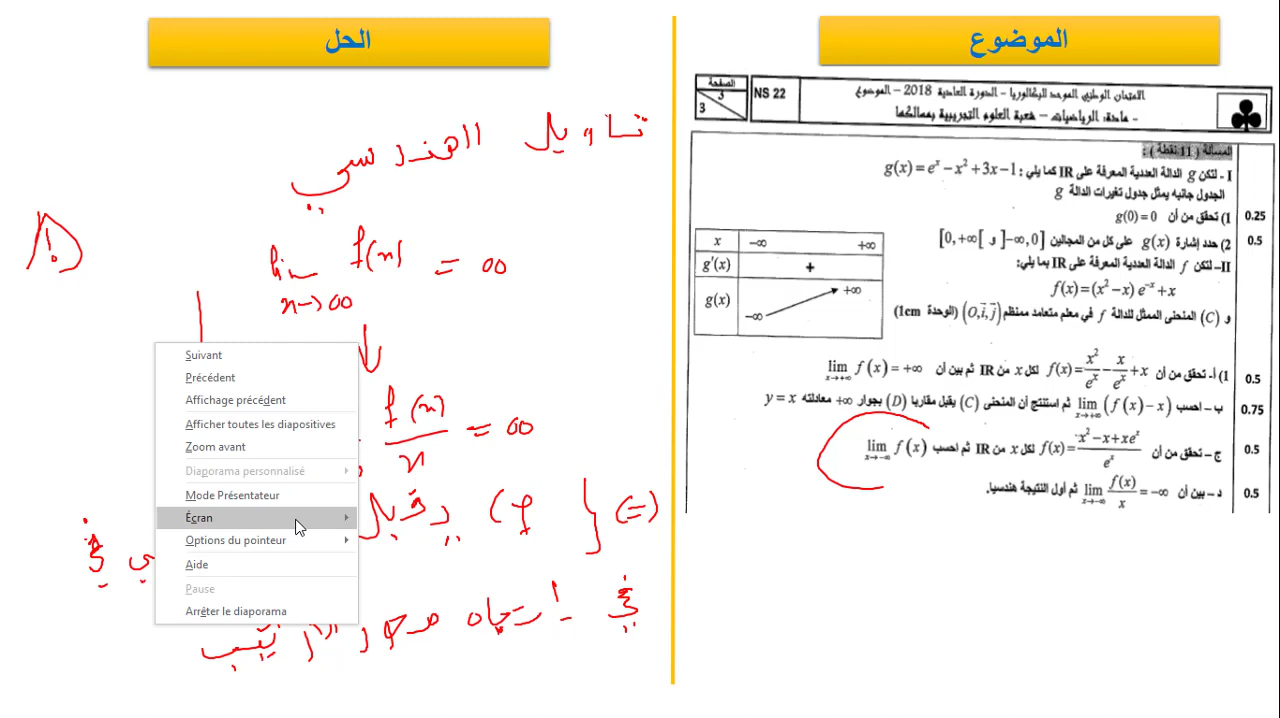 الموضوع
الصفحة
3
3
NS 22
الامتحان الوطني الموحد للبكالوريا - الدورة العادية 2018 - الموضوع
- مادة: الرياضيات - شعبة العلوم التجريبية بمسالكها
المسألة ( 11 نقطة ) :
I - لتكن g الدالة العددية المعرفة على IR كما يلي : g(x) = e^x − x² + 3x − 1
الجدول جانبه يمثل جدول تغيرات الدالة g
1) تحقق من أن g(0) = 0
0.25
2) حدد إشارة g(x) على كل من المجالين ]−∞,0] و [0,+∞[
0.5
x −∞ +∞
g'(x) +
g(x) −∞ +∞
II- لتكن f الدالة العددية المعرفة على IR بما يلي:
f(x) = (x² − x) e^{−x} + x
و (C) المنحنى الممثل للدالة f في معلم متعامد ممنظم (O, i, j) (الوحدة 1cm)
1) أ- تحقق من أن f(x) = x²/e^x − x/e^x + x لكل x من IR ثم بين أن lim x→+∞ f(x) = +∞
0.5
ب - احسب lim x→+∞ (f(x) − x) ثم استنتج أن المنحنى (C) يقبل مقاربا (D) بجوار +∞ معادلته y = x
0.75
ج - تحقق من أن f(x) = (x² − x + xe^x)/e^x لكل x من IR ثم احسب lim x→−∞ f(x)
0.5
د - بين أن lim x→−∞ f(x)/x = −∞ ثم أول النتيجة هندسيا.
0.5
الحل
تاويل الهندسي
!
lim x→∞ f(x) = ∞
f(x)/x = ∞
يقبل
في
في اتجاه محور الأراتيب
Suivant
Précédent
Affichage précédent
Afficher toutes les diapositives
Zoom avant
Diaporama personnalisé
Mode Présentateur
Écran
Options du pointeur
Aide
Pause
Arrêter le diaporama